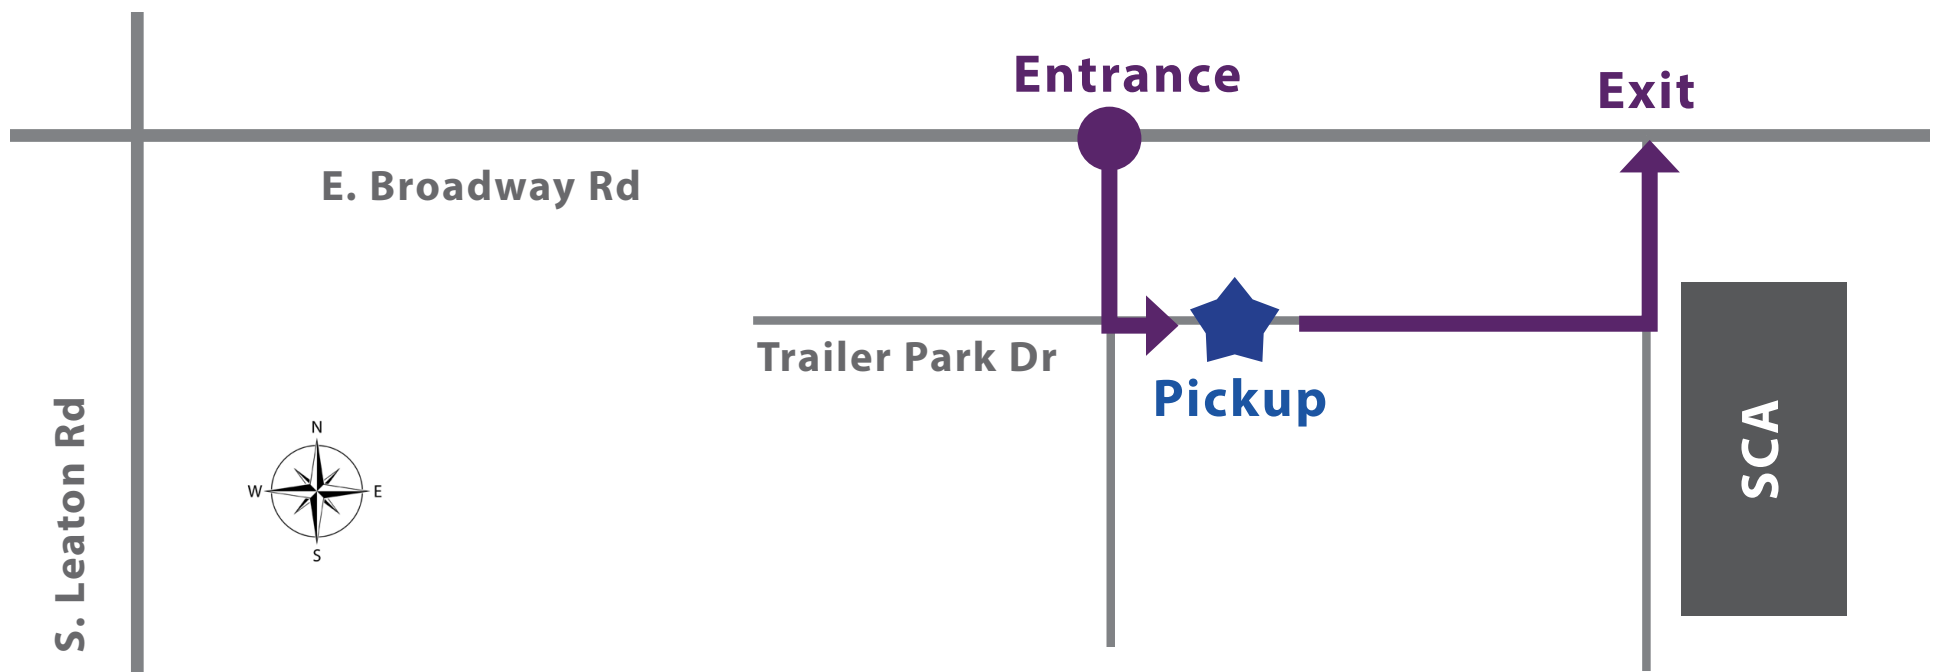 Entrance
Exit
E. Broadway Rd
Trailer Park Dr
Pickup
S. Leaton Rd
N
W E
S
SCA